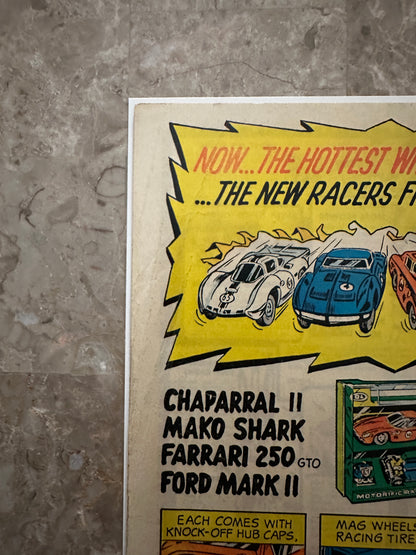 NOW...THE HOTTEST
...THE NEW RACERS
CHAPARRAL II
MAKO SHARK
FARRARI 250 GTO
FORD MARK II
MOTORIFIC
EACH COMES WITH
KNOCK-OFF HUB CAPS,
MAG WHEELS
RACING TIRE